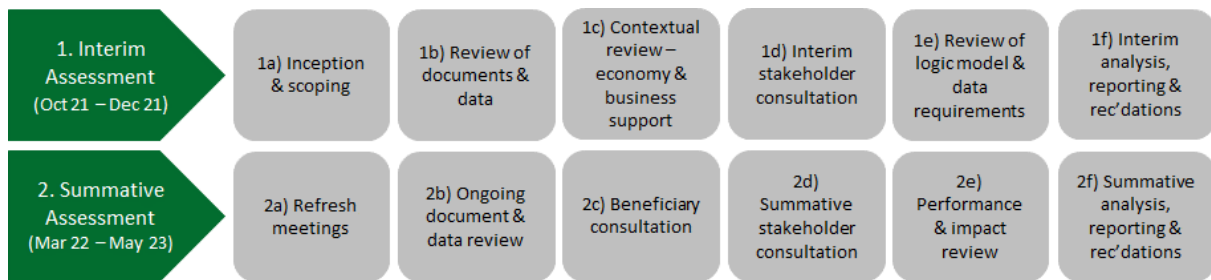 1. Interim
Assessment
(Oct 21 – Dec 21)
1a) Inception
& scoping
1b) Review of
documents &
data
1c) Contextual
review –
economy &
business
support
1d) Interim
stakeholder
consultation
1e) Review of
logic model &
data
requirements
1f) Interim
analysis,
reporting &
rec'dations
2. Summative
Assessment
(Mar 22 – May 23)
2a) Refresh
meetings
2b) Ongoing
document &
data review
2c) Beneficiary
consultation
2d)
Summative
stakeholder
consultation
2e)
Performance
& impact
review
2f) Summative
analysis,
reporting &
rec'dations